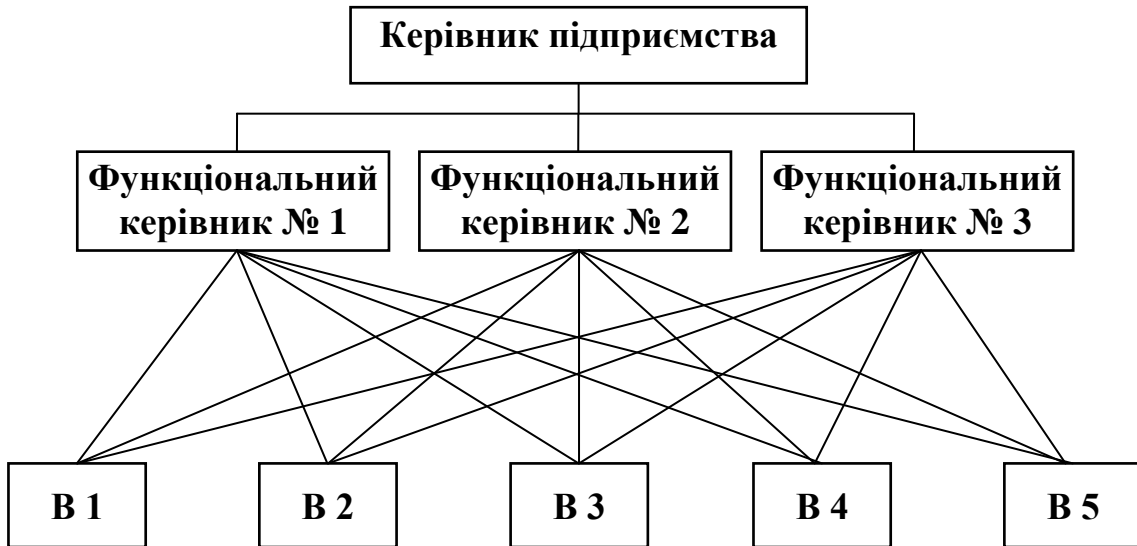 Керівник підприємства
Функціональний
керівник № 1
Функціональний
керівник № 2
Функціональний
керівник № 3
В 1
В 2
В 3
В 4
В 5